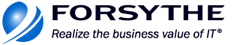 FORSYTHE
Realize the business value of IT®